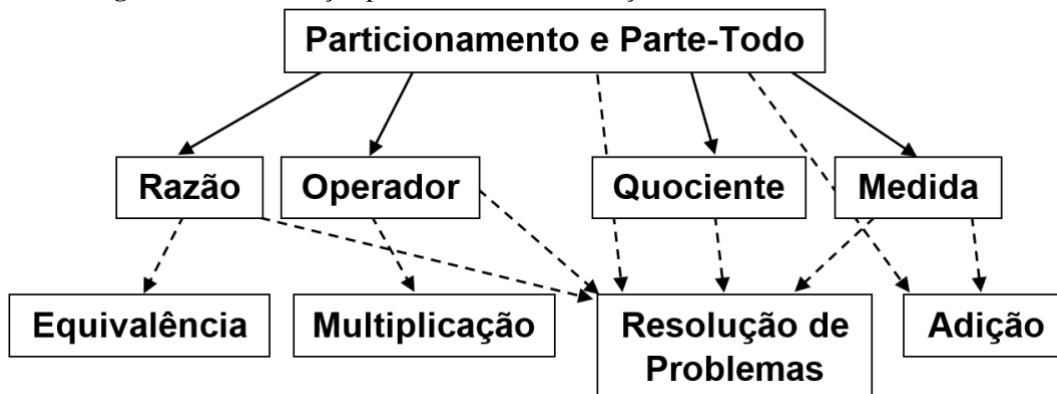 Particionamento e Parte-Todo
Razão
Operador
Quociente
Medida
Equivalência
Multiplicação
Resolução de
Problemas
Adição